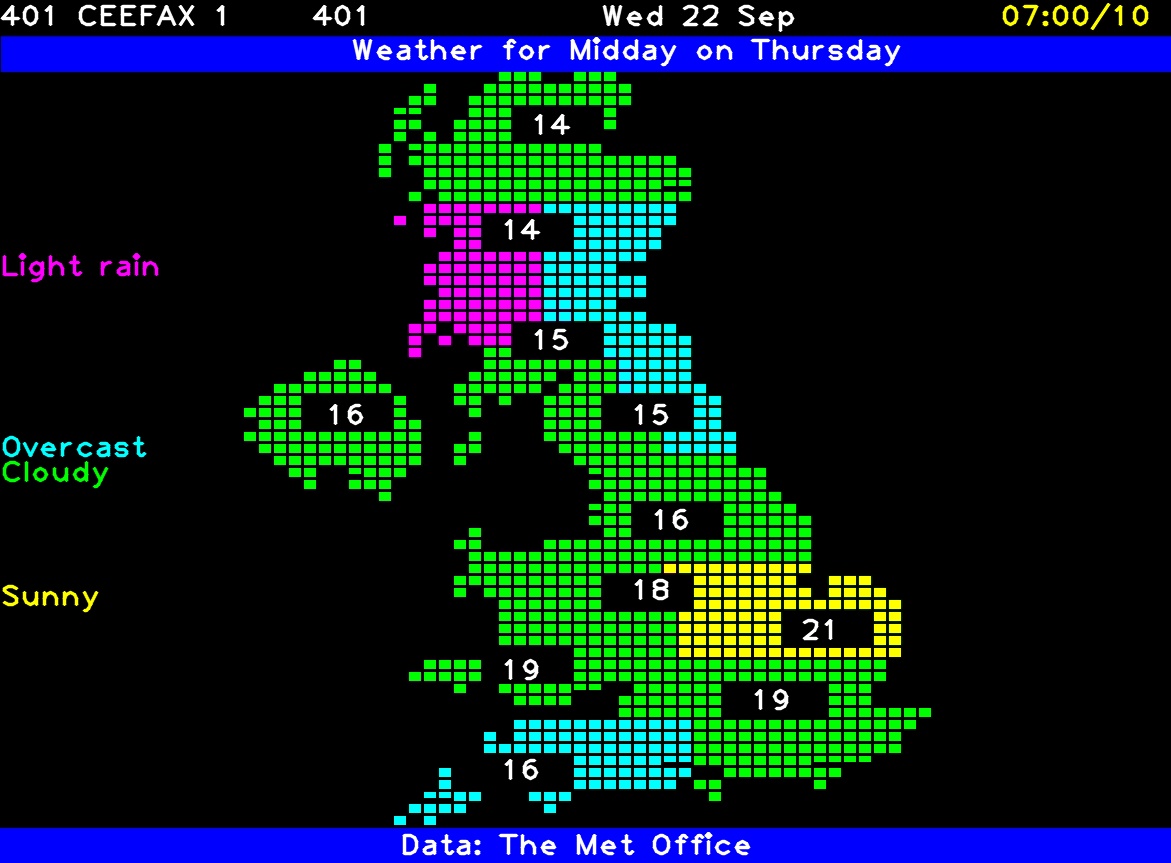 401 CEEFAX 1 401 Wed 22 Sep 07:00/10
Weather for Midday on Thursday
14
14
Light rain
15
16 15
Overcast
Cloudy
16
18
Sunny
21
19
19
16
Data: The Met Office